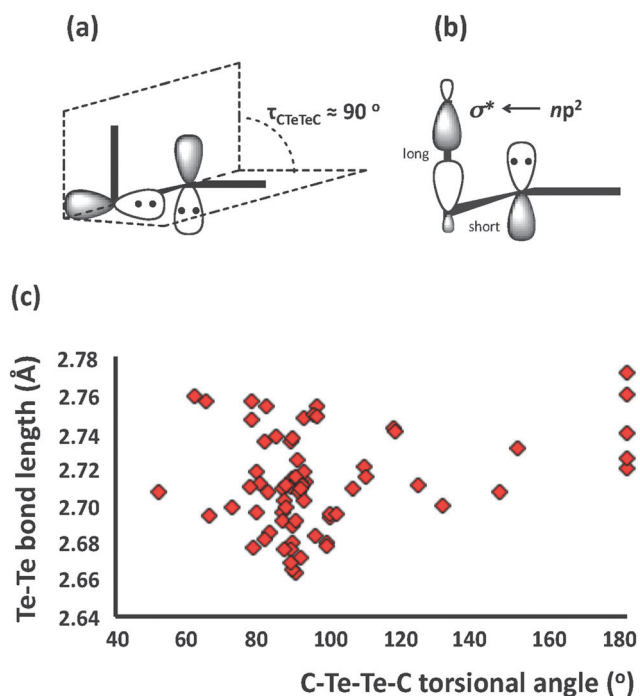 (a)
τCTeTeC ≈ 90 °
(b)
σ* ← np²
long
short
(c)
Te-Te bond length (Å)
2.78
2.76
2.74
2.72
2.70
2.68
2.66
2.64
40 60 80 100 120 140 160 180
C-Te-Te-C torsional angle (°)